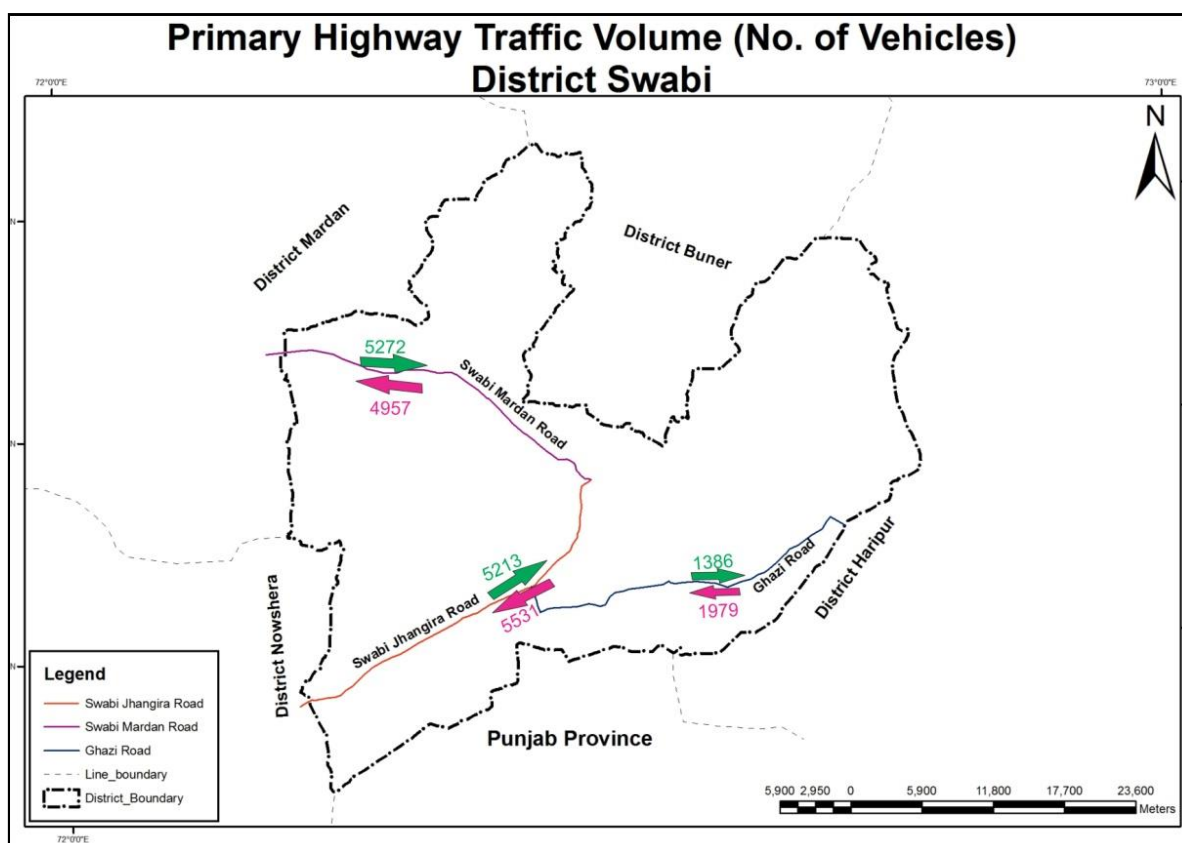 Primary Highway Traffic Volume (No. of Vehicles)
District Swabi
72°0'0"E
73°0'0"E
N
District Mardan
District Buner
N
5272
4957
Swabi Mardan Road
N
5213
5531
Swabi Jhangira Road
1386
1979
Ghazi Road
District Haripur
District Nowshera
N
Punjab Province
Legend
Swabi Jhangira Road
Swabi Mardan Road
Ghazi Road
Line_boundary
District_Boundary
5,900 2,950 0 5,900 11,800 17,700 23,600
Meters
72°0'0"E